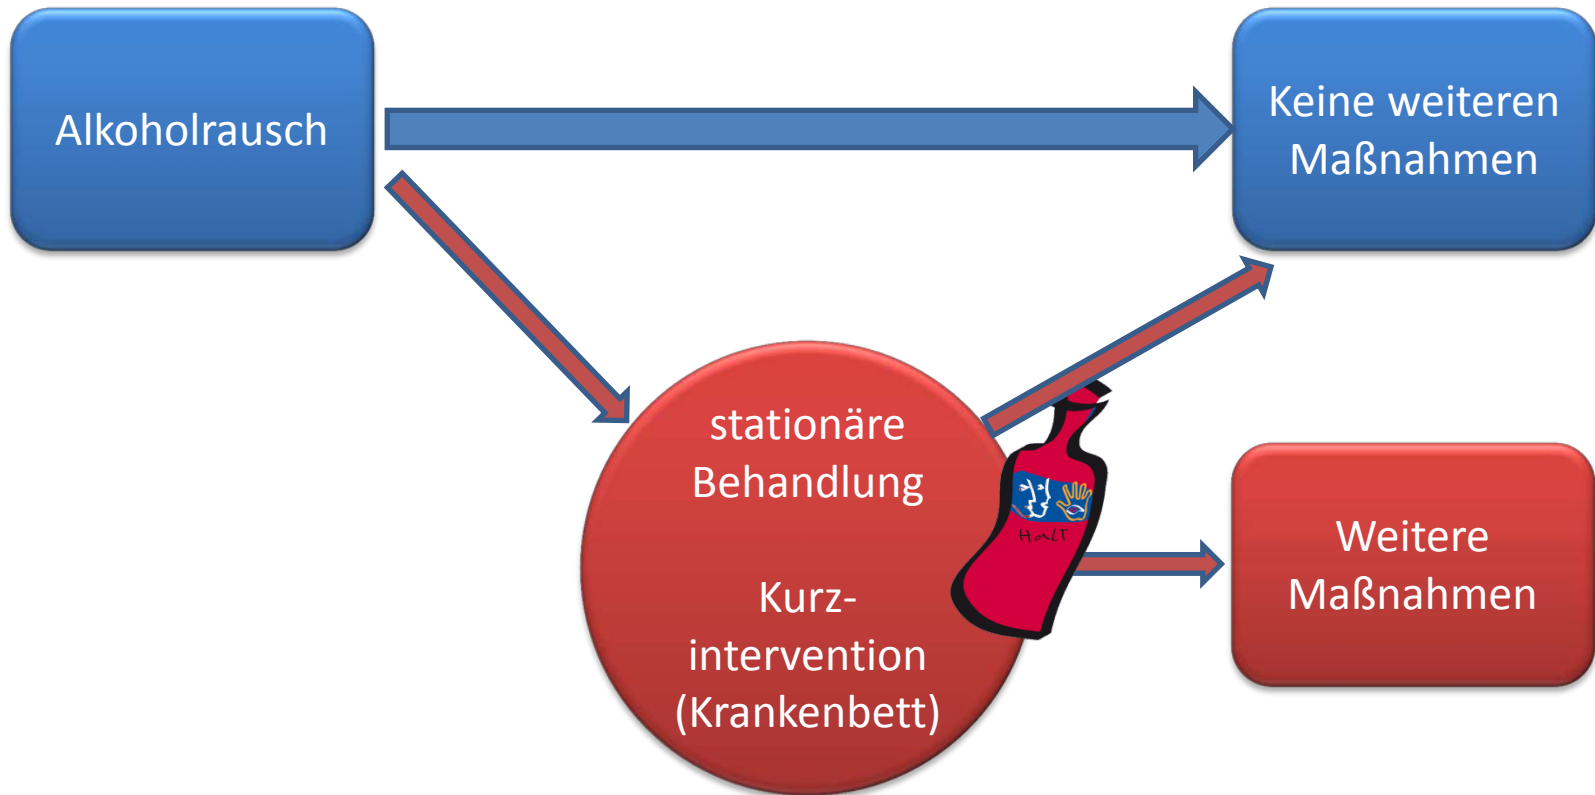 Alkoholrausch
Keine weiteren
Maßnahmen
stationäre
Behandlung
Kurz-
intervention
(Krankenbett)
HaLT
Weitere
Maßnahmen